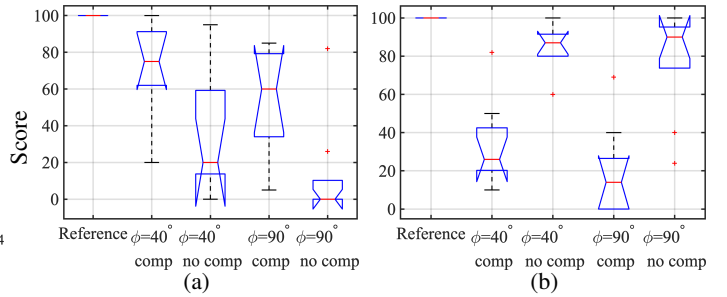 100
80
60
40
20
0
Score
Reference ϕ=40° ϕ=40° ϕ=90° ϕ=90°
comp no comp comp no comp
(a)
100
80
60
40
20
0
Reference ϕ=40° ϕ=40° ϕ=90° ϕ=90°
comp no comp comp no comp
(b)
4